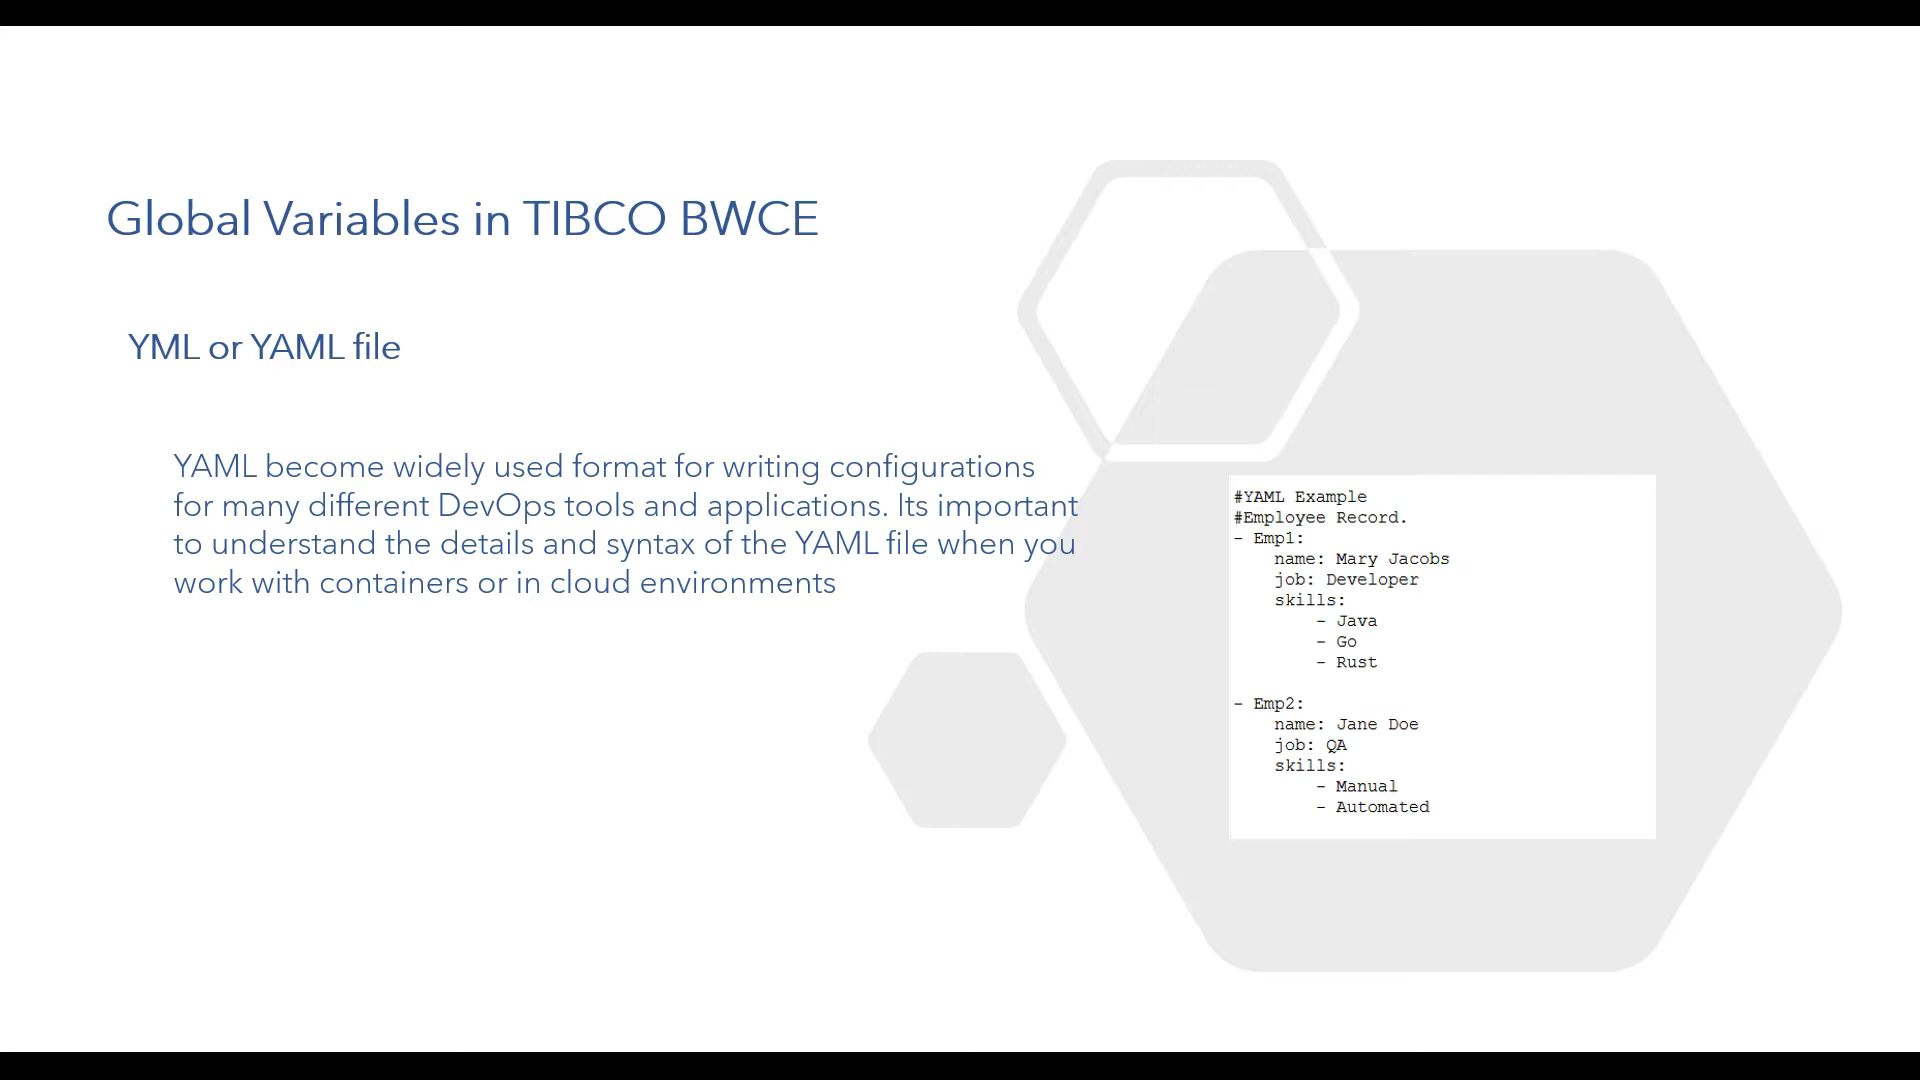 Global Variables in TIBCO BWCE
YML or YAML file
YAML become widely used format for writing configurations
for many different DevOps tools and applications. Its important
to understand the details and syntax of the YAML file when you
work with containers or in cloud environments
#YAML Example
#Employee Record.
- Emp1:
    name: Mary Jacobs
    job: Developer
    skills:
        - Java
        - Go
        - Rust
- Emp2:
    name: Jane Doe
    job: QA
    skills:
        - Manual
        - Automated